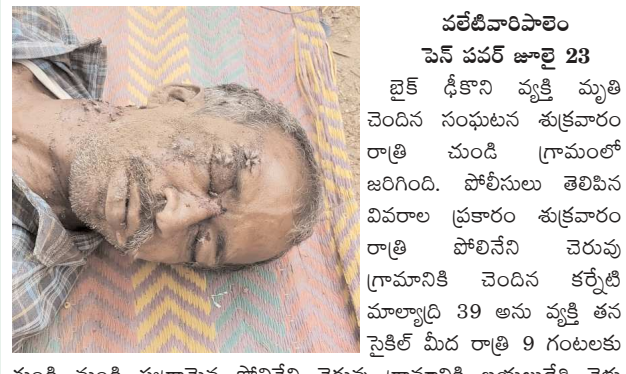 వలేటివారిపాలెం
పెన్ పవర్ జూలై 23
బైక్ ఢీకొని వ్యక్తి మృతి
చెందిన సంఘటన శుక్రవారం
రాత్రి చుండి గ్రామంలో
జరిగింది. పోలీసులు తెలిపిన
వివరాల ప్రకారం శుక్రవారం
రాత్రి పోలినేని చెరువు
గ్రామానికి చెందిన కర్నేటి
మాల్యాద్రి 39 అను వ్యక్తి తన
సైకిల్ మీద రాత్రి 9 గంటలకు